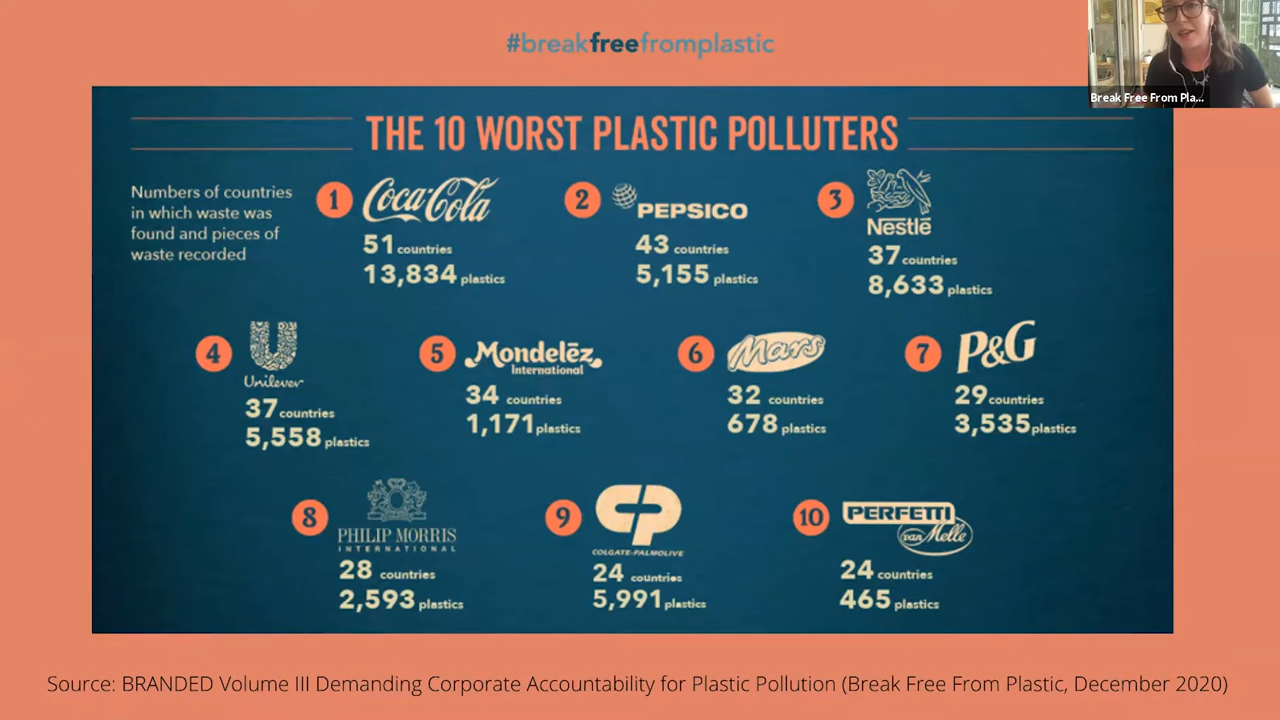 #breakfreefromplastic
Break Free From Pla...
THE 10 WORST PLASTIC POLLUTERS
Numbers of countries
in which waste was
found and pieces of
waste recorded
1 Coca-Cola
51 countries
13,834 plastics
2 PEPSICO
43 countries
5,155 plastics
3 Nestlé
37 countries
8,633 plastics
4 Unilever
37 countries
5,558 plastics
5 Mondelēz
International
34 countries
1,171 plastics
6 Mars
32 countries
678 plastics
7 P&G
29 countries
3,535 plastics
8 PHILIP MORRIS
INTERNATIONAL
28 countries
2,593 plastics
9 CP
COLGATE-PALMOLIVE
24 countries
5,991 plastics
10 PERFETTI
van Melle
24 countries
465 plastics
Source: BRANDED Volume III Demanding Corporate Accountability for Plastic Pollution (Break Free From Plastic, December 2020)